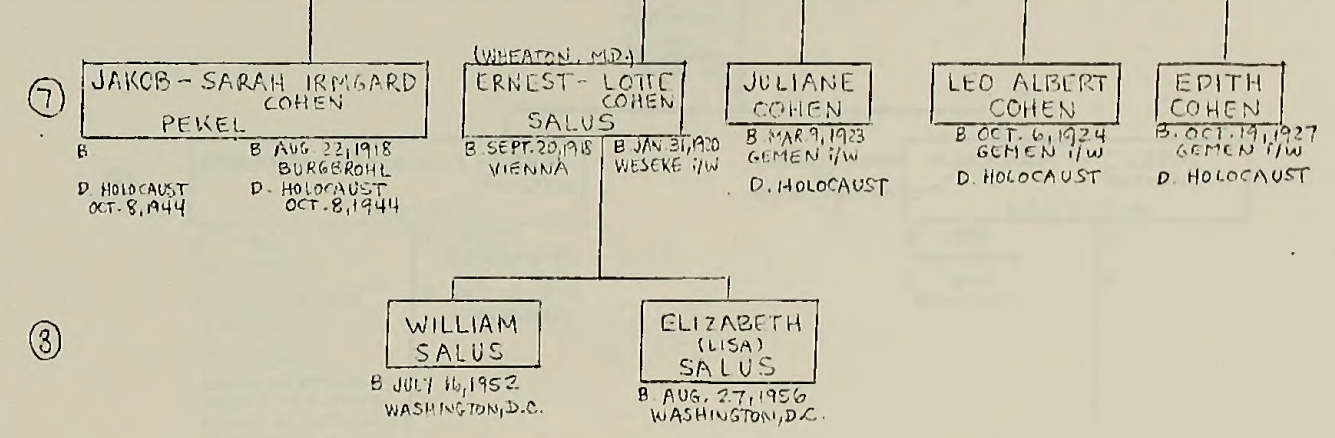 (WHEATON, M.D.)
7
JAKOB - SARAH IRMGARD
COHEN
PEKEL
B.
D. HOLOCAUST
OCT. 8, 1944
B AUG. 22, 1918
BURGBROHL
D. HOLOCAUST
OCT. 8, 1944
ERNEST - LOTTE
COHEN
SALUS
B. SEPT. 20, 1918
VIENNA
B JAN. 31, 1920
WESEKE i/W
JULIANE
COHEN
B. MAR. 9, 1923
GEMEN i/W
D. HOLOCAUST
LEO ALBERT
COHEN
B OCT. 6, 1924
GEMEN i/W
D. HOLOCAUST
EDITH
COHEN
B. OCT. 19, 1927
GEMEN i/W
D. HOLOCAUST
8
WILLIAM
SALUS
B JULY 16, 1952
WASHINGTON, D.C.
ELIZABETH
(LISA)
SALUS
B. AUG. 27, 1956
WASHINGTON, D.C.